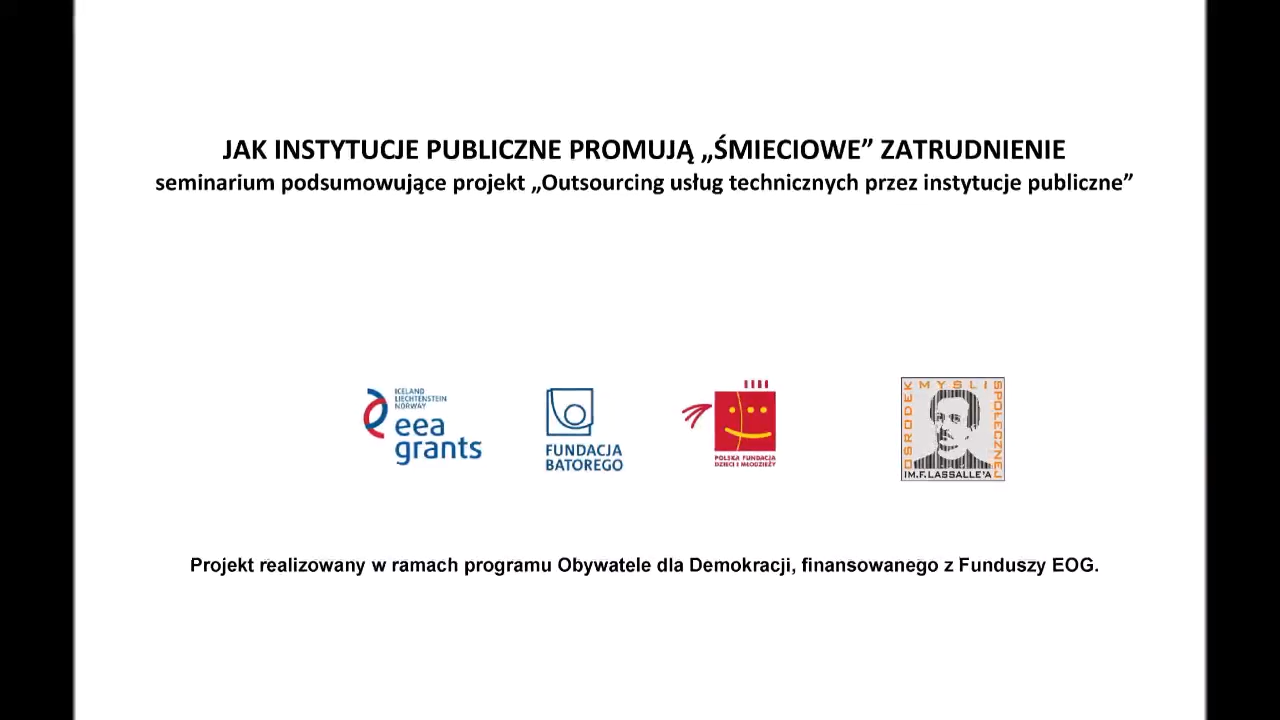 JAK INSTYTUCJE PUBLICZNE PROMUJĄ „ŚMIECIOWE” ZATRUDNIENIE
seminarium podsumowujące projekt „Outsourcing usług technicznych przez instytucje publiczne”
ICELAND
LIECHTENSTEIN
NORWAY
eea
grants
FUNDACJA
BATOREGO
POLSKA FUNDACJA
DZIECI I MŁODZIEŻY
OŚRODEK
MYŚLI
SPOŁECZNEJ
IM.F.LASSALLE'A
Projekt realizowany w ramach programu Obywatele dla Demokracji, finansowanego z Funduszy EOG.